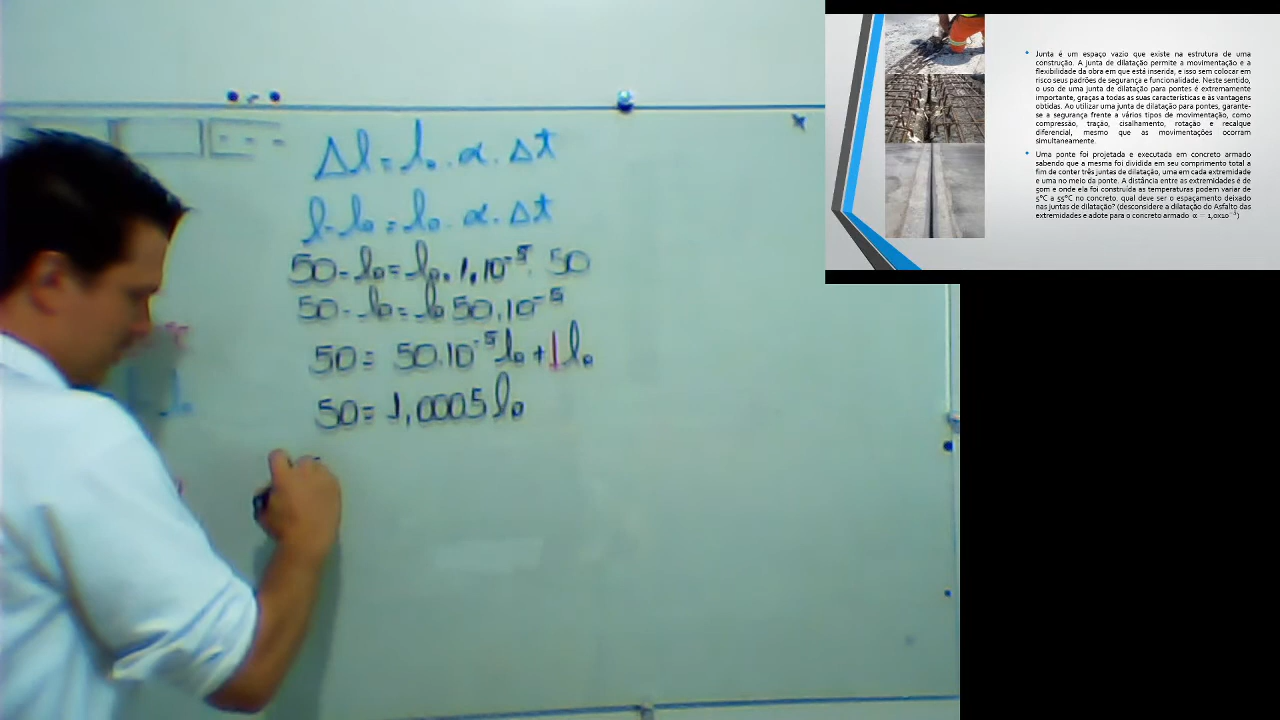 Δl = l₀ . α . Δt
l - l₀ = l₀ . α . Δt
50 - l₀ = l₀ . 1,10⁻⁵ . 50
50 - l₀ = l₀ 50.10⁻⁵
50 = 50.10⁻⁵ l₀ + 1 l₀
50 = 1,0005 l₀
Junta é um espaço vazio que existe na estrutura de uma
construção. A junta de dilatação permite a movimentação e a
flexibilidade da obra em que está inserida, e isso sem colocar em
risco seus padrões de segurança e funcionalidade. Neste sentido,
o uso de uma junta de dilatação para pontes é extremamente
importante, graças a todas as suas características e às vantagens
obtidas. Ao utilizar uma junta de dilatação para pontes, garante-
se a segurança frente a vários tipos de movimentação, como
compressão, tração, cisalhamento, rotação e recalque
diferencial, mesmo que as movimentações ocorram
simultaneamente.
Uma ponte foi projetada e executada em concreto armado
sabendo que a mesma foi dividida em seu comprimento total a
fim de conter três juntas de dilatação, uma em cada extremidade
e uma no meio da ponte. A distância entre as extremidades é de
50m e onde ela foi construída as temperaturas podem variar de
5°C a 55°C no concreto. qual deve ser o espaçamento deixado
nas juntas de dilatação? (desconsidere a dilatação do Asfalto das
extremidades e adote para o concreto armado α = 1,0x10⁻⁵)